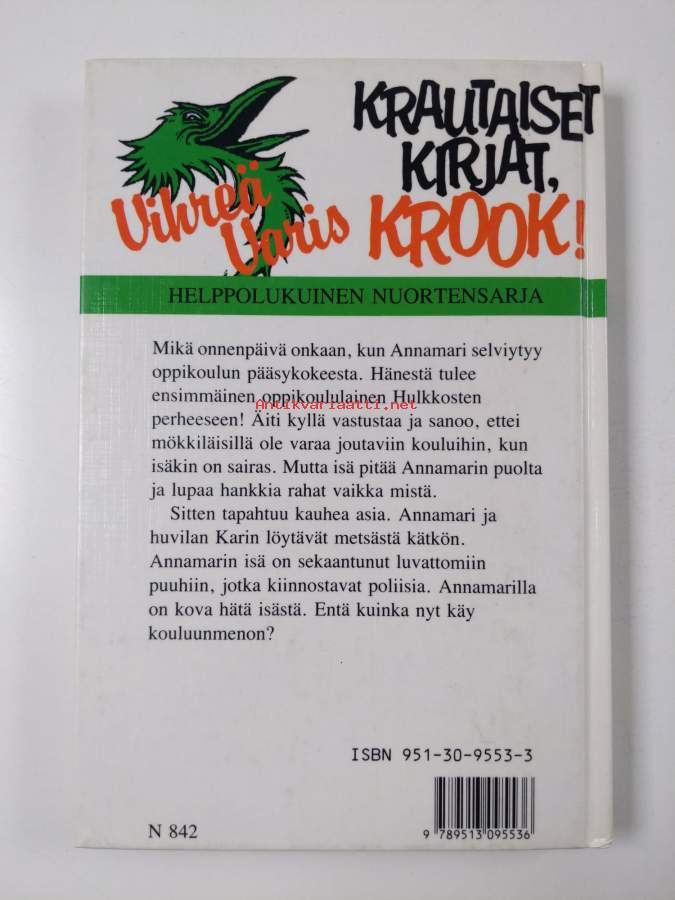 KRAUTAISET
KIRJAT,
Vihreä
Varis
KROOK!
HELPPOLUKUINEN NUORTENSARJA
Mikä onnenpäivä onkaan, kun Annamari selviytyy
oppikoulun pääsykokeesta. Hänestä tulee
ensimmäinen oppikoululainen Hulkkosten
Antikvariaatti.net
perheeseen! Äiti kyllä vastustaa ja sanoo, ettei
mökkiläisillä ole varaa joutaviin kouluihin, kun
isäkin on sairas. Mutta isä pitää Annamarin puolta
ja lupaa hankkia rahat vaikka mistä.
Sitten tapahtuu kauhea asia. Annamari ja
huvilan Karin löytävät metsästä kätkön.
Annamarin isä on sekaantunut luvattomiin
puuhiin, jotka kiinnostavat poliisia. Annamarilla
on kova hätä isästä. Entä kuinka nyt käy
kouluunmenon?
ISBN 951-30-9553-3
N 842
9 789513 095536